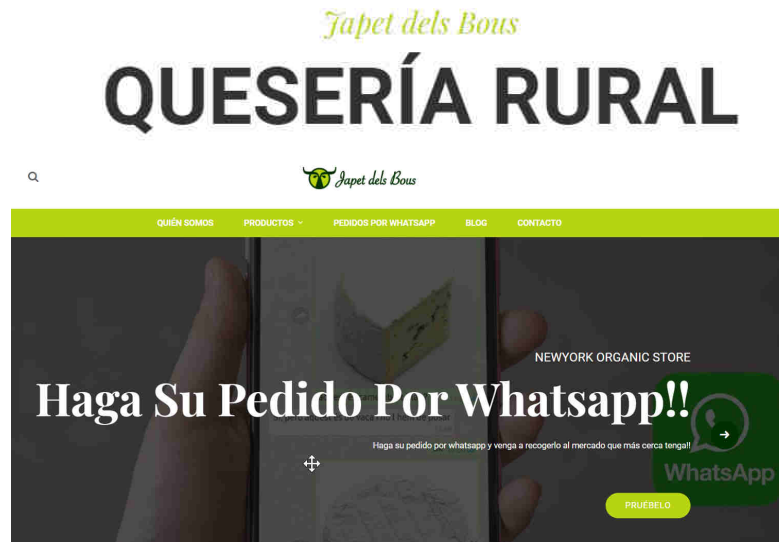 Japet dels Bous
QUESERÍA RURAL
Japet dels Bous
QUIÉN SOMOS PRODUCTOS PEDIDOS POR WHATSAPP BLOG CONTACTO
NEWYORK ORGANIC STORE
Haga Su Pedido Por Whatsapp!!
Haga su pedido por whatsapp y venga a recogerlo al mercado que más cerca tenga!!
WhatsApp
PRUÉBELO